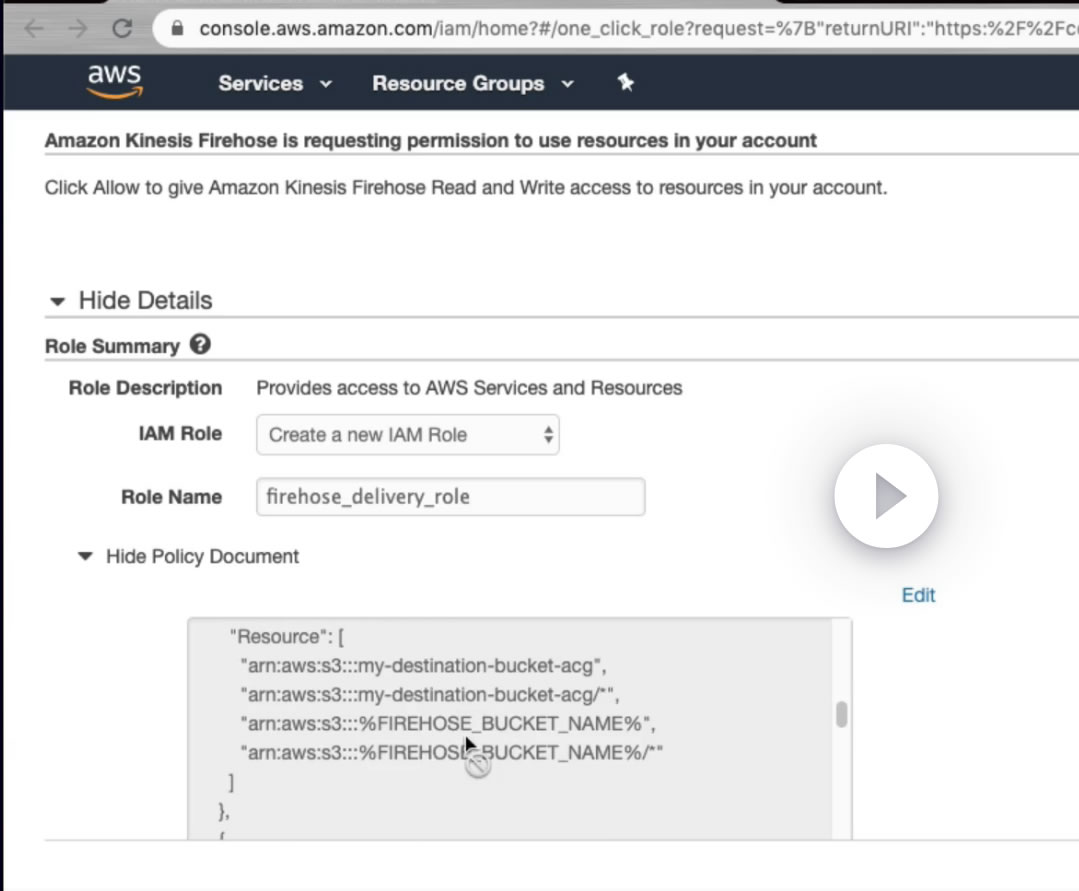 console.aws.amazon.com/iam/home?#/one_click_role?request=%7B"returnURI":"https:%2F%2Fc
aws Services Resource Groups
Amazon Kinesis Firehose is requesting permission to use resources in your account
Click Allow to give Amazon Kinesis Firehose Read and Write access to resources in your account.
Hide Details
Role Summary ?
Role Description Provides access to AWS Services and Resources
IAM Role Create a new IAM Role
Role Name firehose_delivery_role
Hide Policy Document
Edit
"Resource": [
"arn:aws:s3:::my-destination-bucket-acg",
"arn:aws:s3:::my-destination-bucket-acg/*",
"arn:aws:s3:::%FIREHOSE_BUCKET_NAME%",
"arn:aws:s3:::%FIREHOSE_BUCKET_NAME%/*"
]
},
{